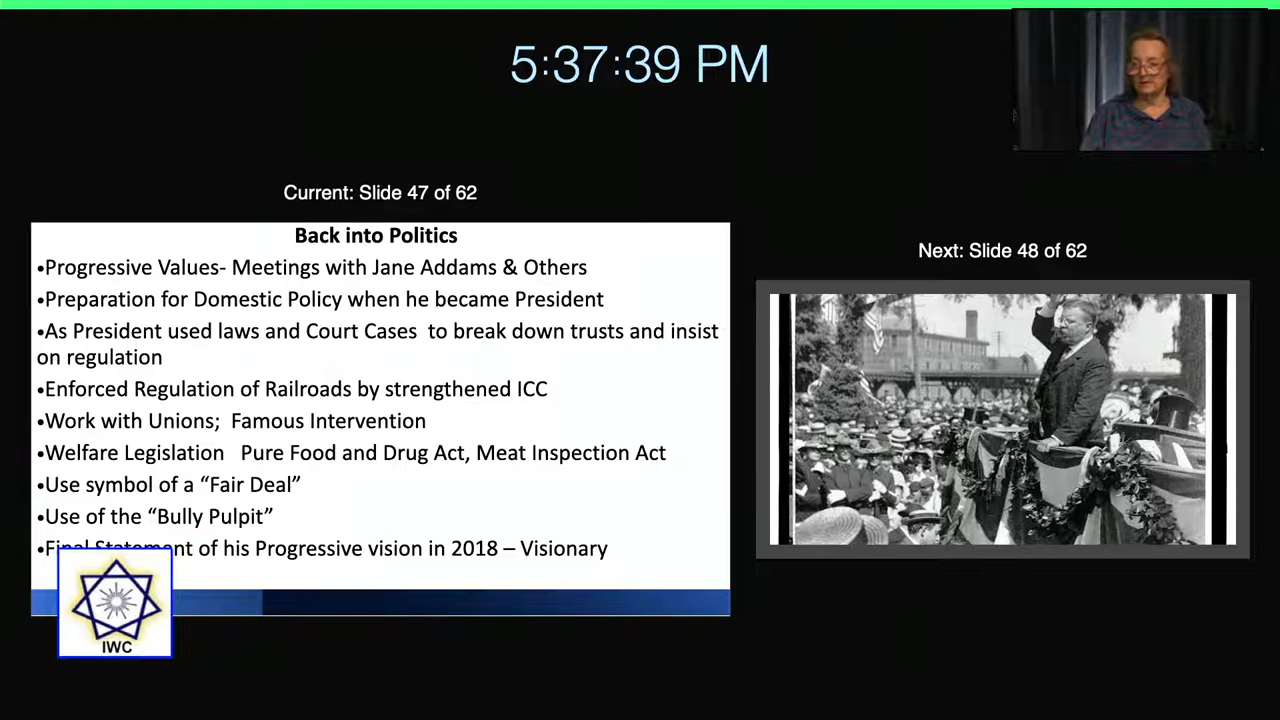 5:37:39 PM
Current: Slide 47 of 62
Back into Politics
•Progressive Values- Meetings with Jane Addams & Others
•Preparation for Domestic Policy when he became President
•As President used laws and Court Cases  to break down trusts and insist
on regulation
•Enforced Regulation of Railroads by strengthened ICC
•Work with Unions;  Famous Intervention
•Welfare Legislation   Pure Food and Drug Act, Meat Inspection Act
•Use symbol of a “Fair Deal”
•Use of the “Bully Pulpit”
•Final Statement of his Progressive vision in 2018 – Visionary
IWC
Next: Slide 48 of 62